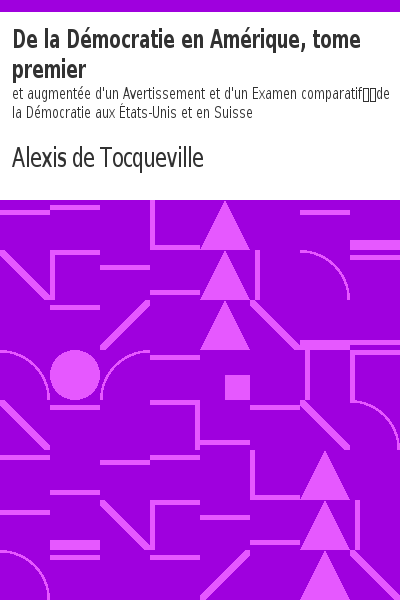 De la Démocratie en Amérique, tome
premier
et augmentée d'un Avertissement et d'un Examen comparatif▯▯de
la Démocratie aux États-Unis et en Suisse
Alexis de Tocqueville